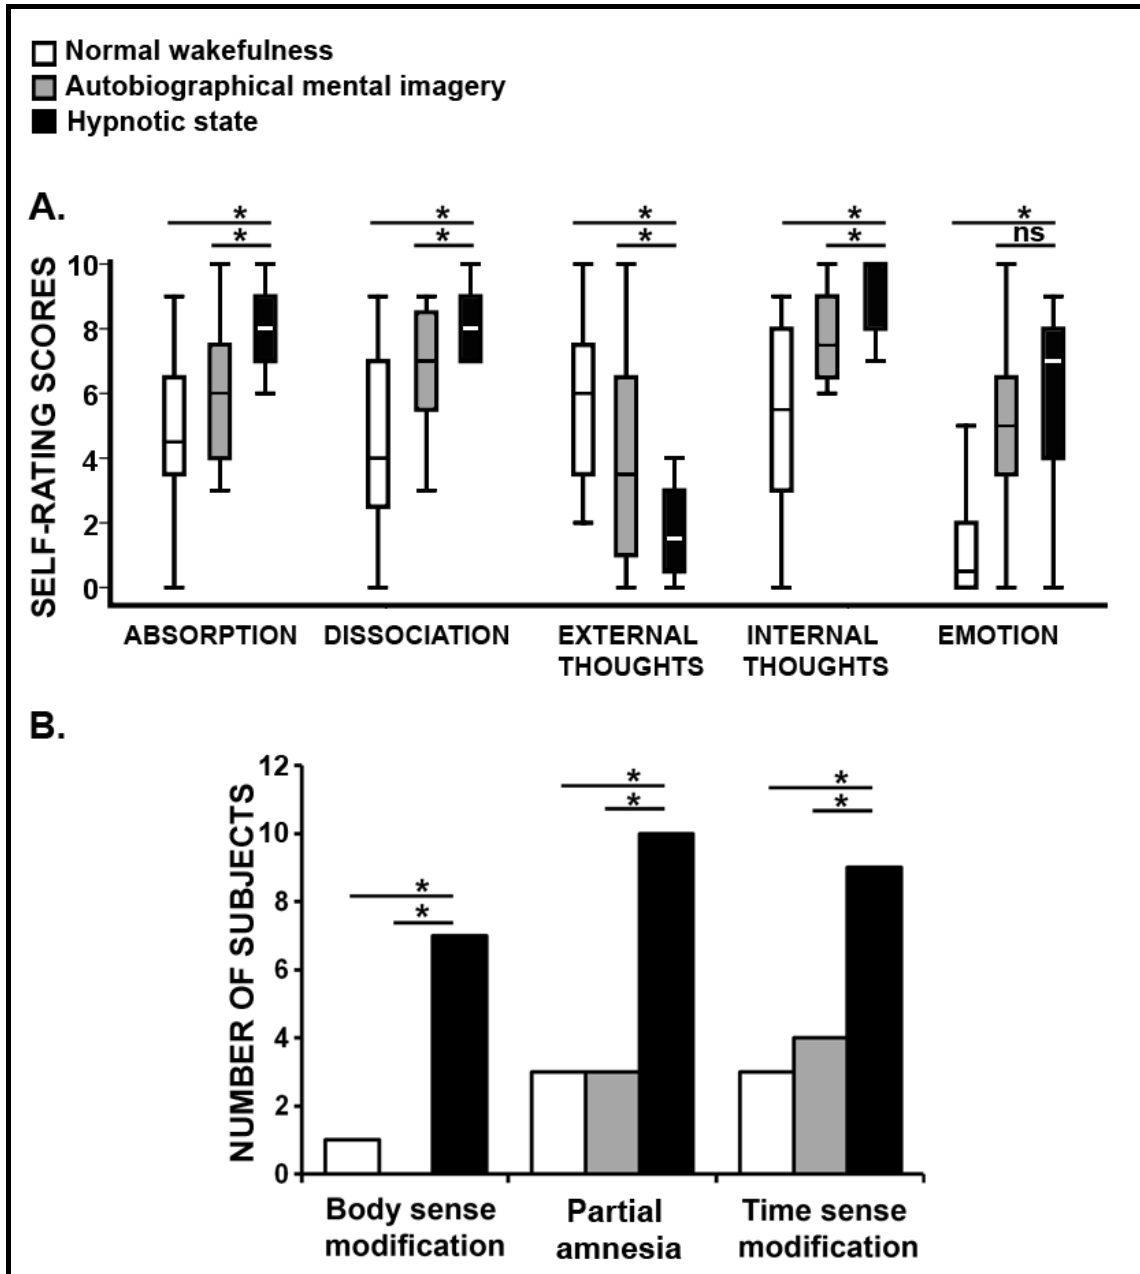 Normal wakefulness
Autobiographical mental imagery
Hypnotic state
A.
* * * * *
* * * * ns
SELF-RATING SCORES
10
8
6
4
2
0
ABSORPTION DISSOCIATION EXTERNAL THOUGHTS INTERNAL THOUGHTS EMOTION
B.
NUMBER OF SUBJECTS
12
10
8
6
4
2
0
* *
* *
*
*
Body sense modification
Partial amnesia
Time sense modification